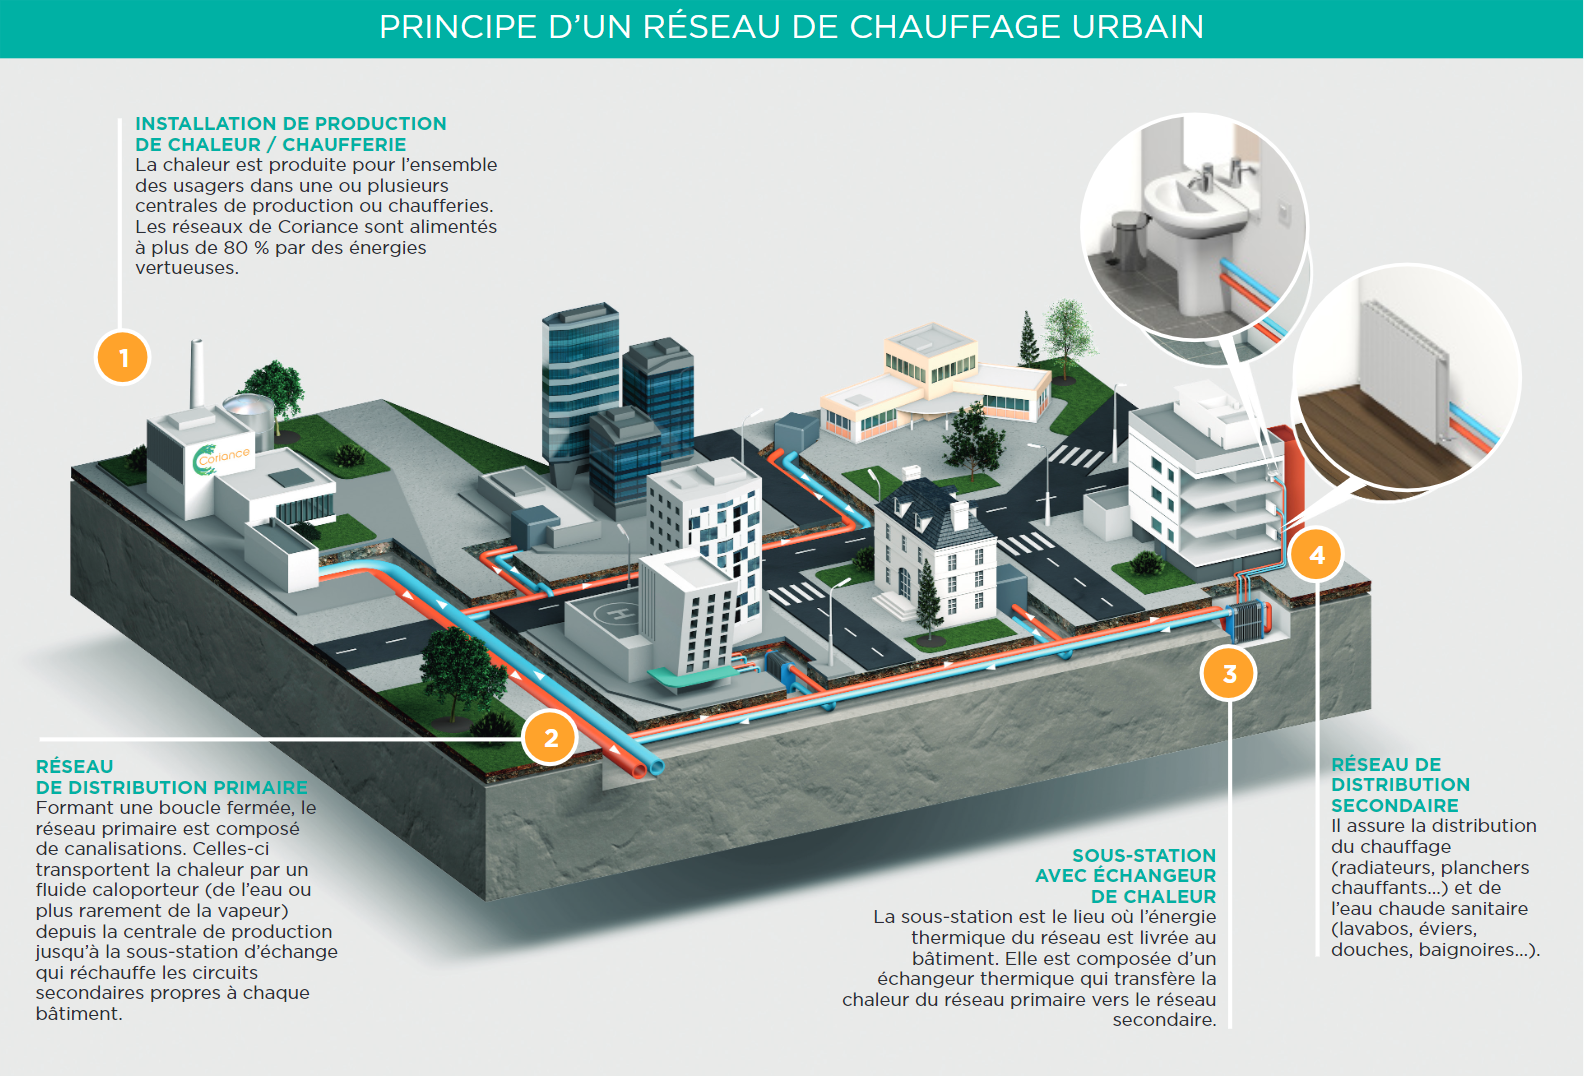 PRINCIPE D’UN RÉSEAU DE CHAUFFAGE URBAIN
INSTALLATION DE PRODUCTION
DE CHALEUR / CHAUFFERIE
La chaleur est produite pour l’ensemble
des usagers dans une ou plusieurs
centrales de production ou chaufferies.
Les réseaux de Coriance sont alimentés
à plus de 80 % par des énergies
vertueuses.
1
Coriance
H
4
3
2
RÉSEAU
DE DISTRIBUTION PRIMAIRE
Formant une boucle fermée, le
réseau primaire est composé
de canalisations. Celles-ci
transportent la chaleur par un
fluide caloporteur (de l’eau ou
plus rarement de la vapeur)
depuis la centrale de production
jusqu’à la sous-station d’échange
qui réchauffe les circuits
secondaires propres à chaque
bâtiment.
SOUS-STATION
AVEC ÉCHANGEUR
DE CHALEUR
La sous-station est le lieu où l’énergie
thermique du réseau est livrée au
bâtiment. Elle est composée d’un
échangeur thermique qui transfère la
chaleur du réseau primaire vers le réseau
secondaire.
RÉSEAU DE
DISTRIBUTION
SECONDAIRE
Il assure la distribution
du chauffage
(radiateurs, planchers
chauffants...) et de
l’eau chaude sanitaire
(lavabos, éviers,
douches, baignoires...).